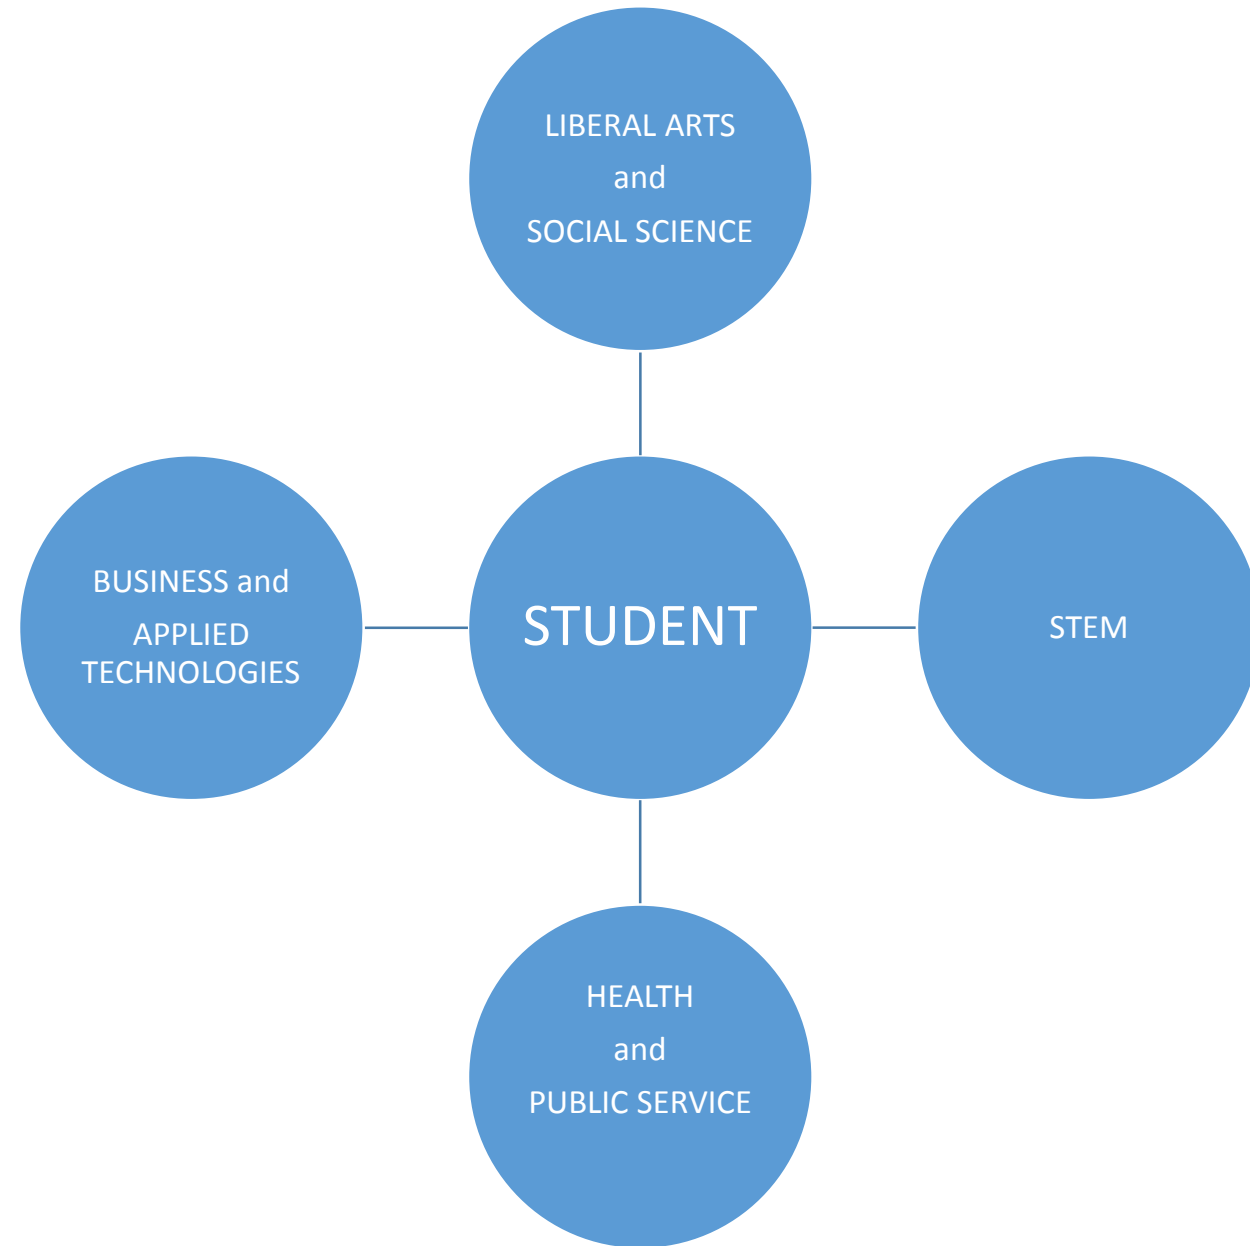 LIBERAL ARTS
and
SOCIAL SCIENCE
BUSINESS and
APPLIED
TECHNOLOGIES
STUDENT
STEM
HEALTH
and
PUBLIC SERVICE